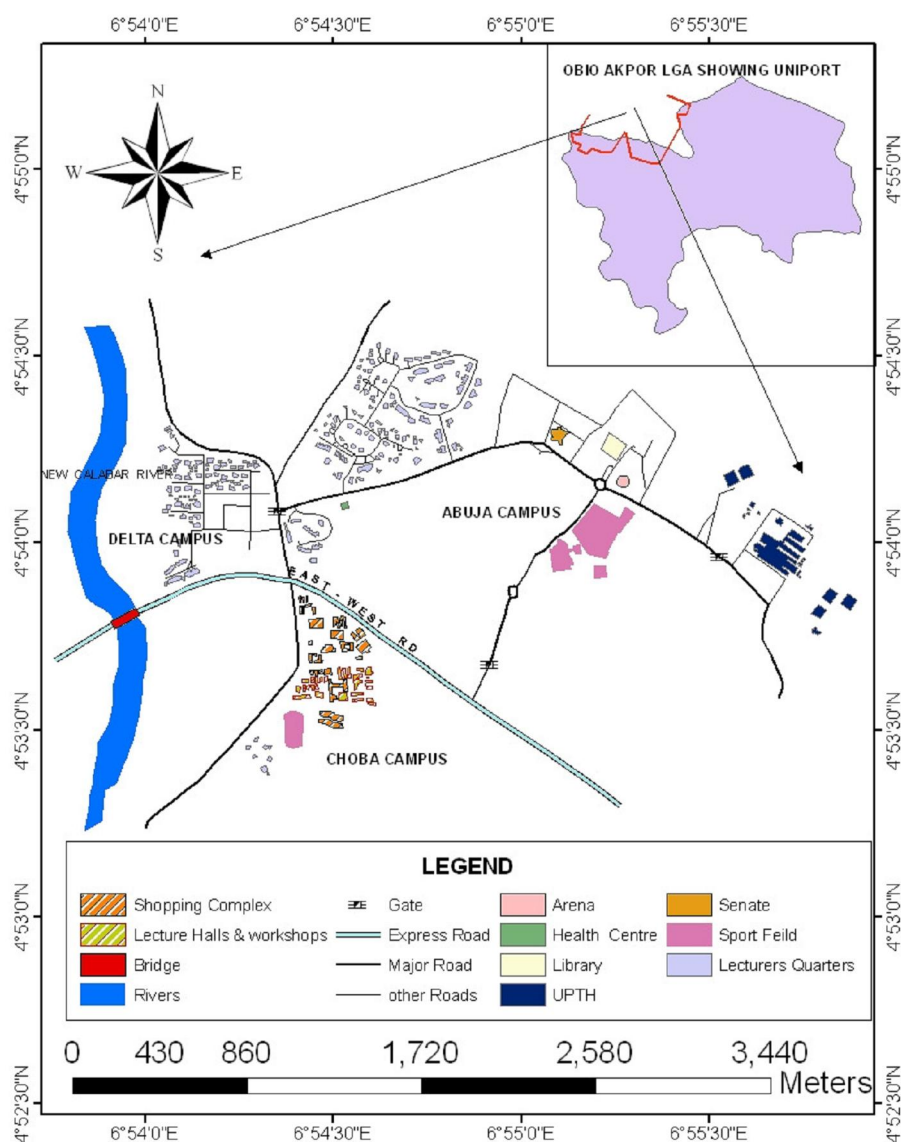 6°54'0"E 6°54'30"E 6°55'0"E 6°55'30"E
OBIO AKPOR LGA SHOWING UNIPORT
N
W E
S
4°55'0"N 4°55'0"N
4°54'30"N 4°54'30"N
NEW CALABAR RIVER
ABUJA CAMPUS
DELTA CAMPUS
4°54'0"N 4°54'0"N
EAST - WEST RD
4°53'30"N 4°53'30"N
CHOBA CAMPUS
LEGEND
Shopping Complex Gate Arena Senate
Lecture Halls & workshops Express Road Health Centre Sport Feild
Bridge Major Road Library Lecturers Quarters
Rivers other Roads UPTH
4°53'0"N 4°53'0"N
0 430 860 1,720 2,580 3,440
Meters
4°52'30"N 4°52'30"N
6°54'0"E 6°54'30"E 6°55'0"E 6°55'30"E